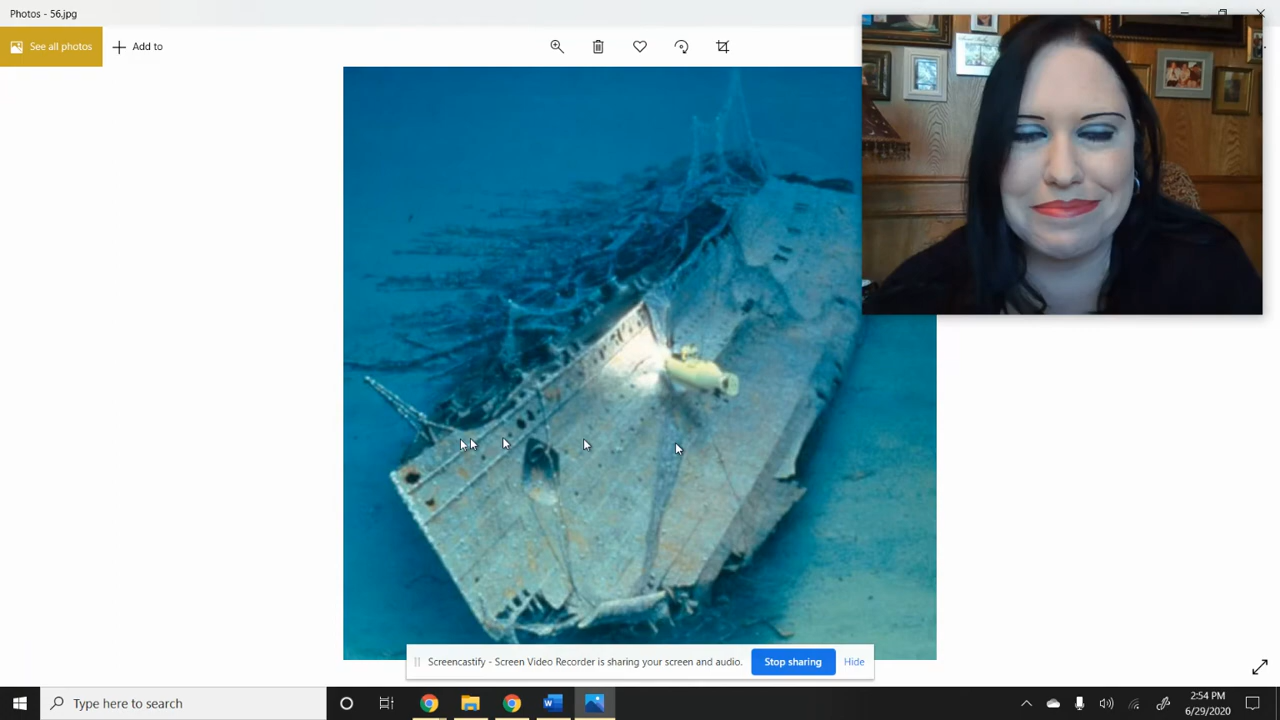 Photos - 56.jpg
See all photos
Add to
Screencastify - Screen Video Recorder is sharing your screen and audio.
Stop sharing
Hide
Type here to search
2:54 PM
6/29/2020